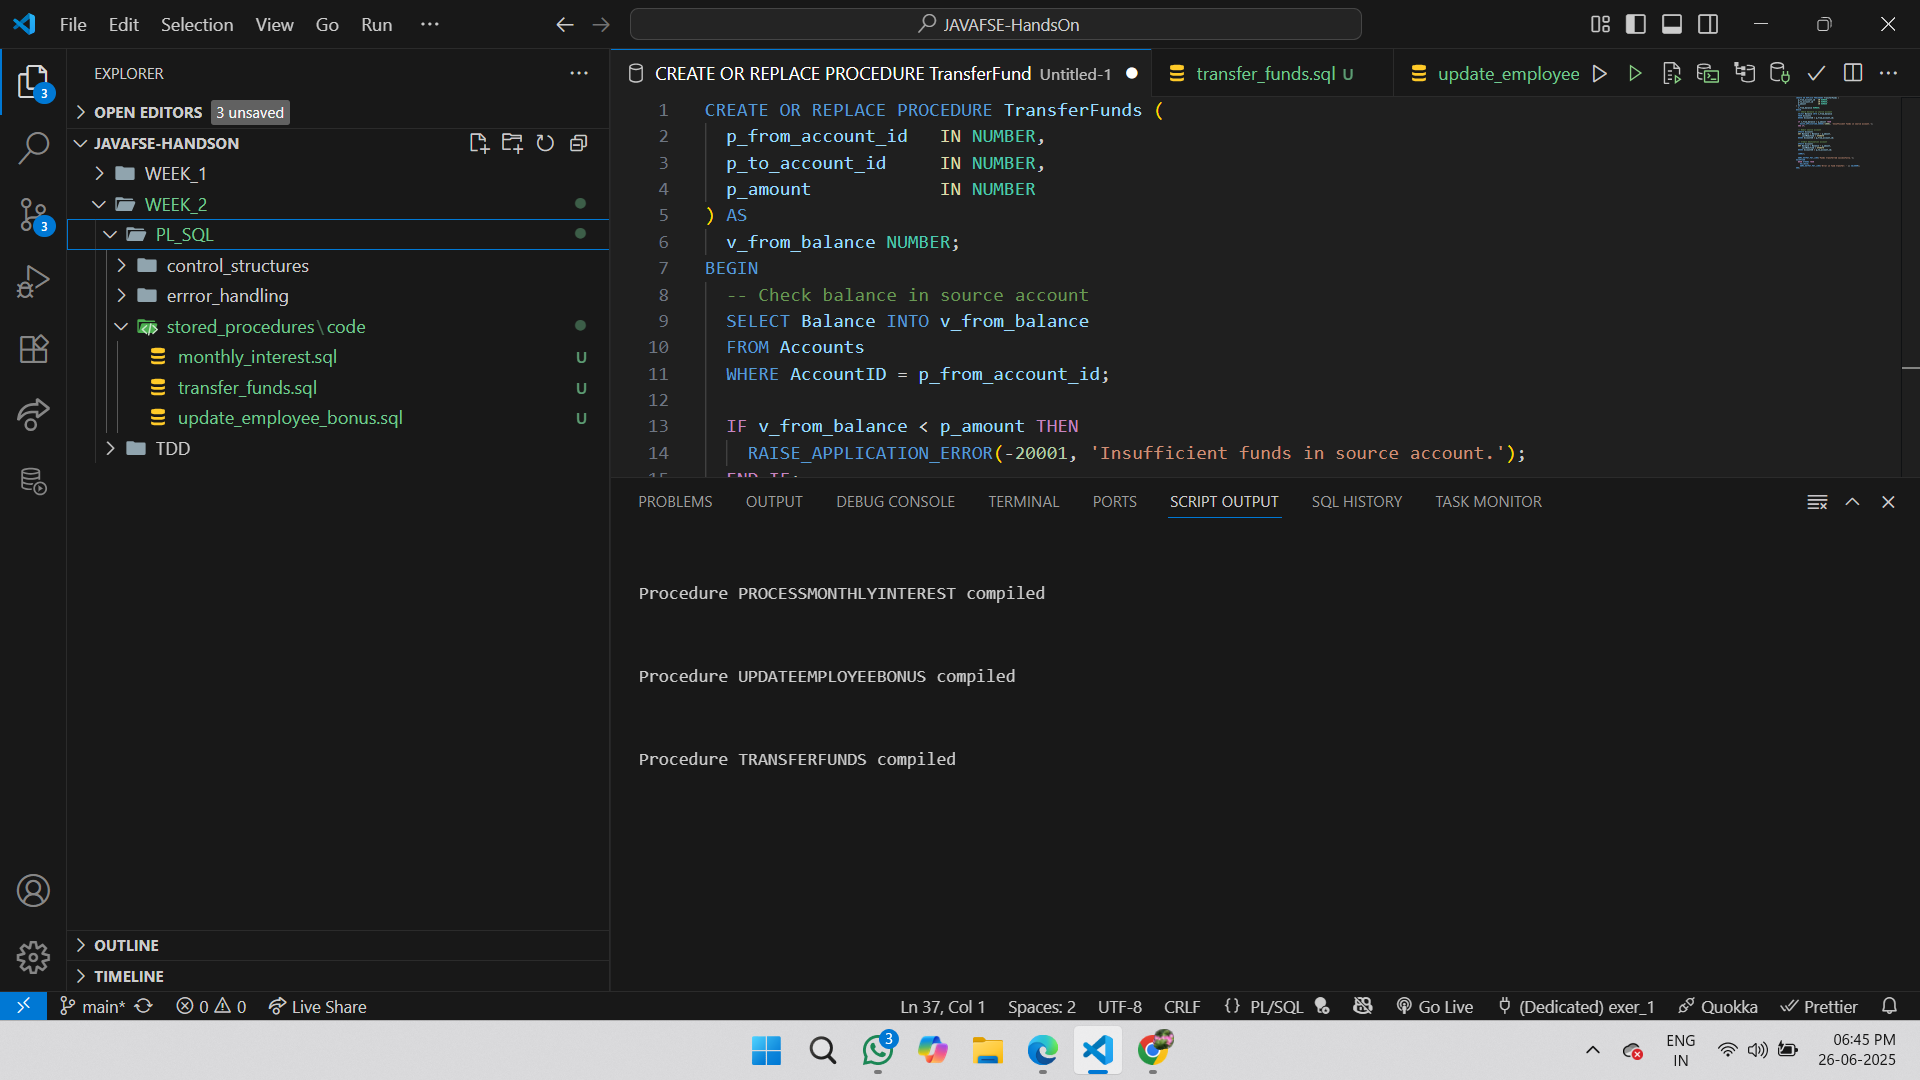 File Edit Selection View Go Run ···
JAVAFSE-HandsOn
EXPLORER
OPEN EDITORS 3 unsaved
JAVAFSE-HANDSON
WEEK_1
WEEK_2
PL_SQL
control_structures
errror_handling
stored_procedures\code
monthly_interest.sql U
transfer_funds.sql U
update_employee_bonus.sql U
TDD
OUTLINE
TIMELINE
3
3
CREATE OR REPLACE PROCEDURE TransferFund Untitled-1
transfer_funds.sql U
update_employee
1 CREATE OR REPLACE PROCEDURE TransferFunds (
2 p_from_account_id IN NUMBER,
3 p_to_account_id IN NUMBER,
4 p_amount IN NUMBER
5 ) AS
6 v_from_balance NUMBER;
7 BEGIN
8 -- Check balance in source account
9 SELECT Balance INTO v_from_balance
10 FROM Accounts
11 WHERE AccountID = p_from_account_id;
12
13 IF v_from_balance < p_amount THEN
14 RAISE_APPLICATION_ERROR(-20001, 'Insufficient funds in source account.');
15 END IF;
PROBLEMS OUTPUT DEBUG CONSOLE TERMINAL PORTS SCRIPT OUTPUT SQL HISTORY TASK MONITOR
Procedure PROCESSMONTHLYINTEREST compiled
Procedure UPDATEEMPLOYEEBONUS compiled
Procedure TRANSFERFUNDS compiled
main* 0 0 Live Share
Ln 37, Col 1 Spaces: 2 UTF-8 CRLF {} PL/SQL Go Live (Dedicated) exer_1 Quokka Prettier
3
ENG
IN
06:45 PM
26-06-2025